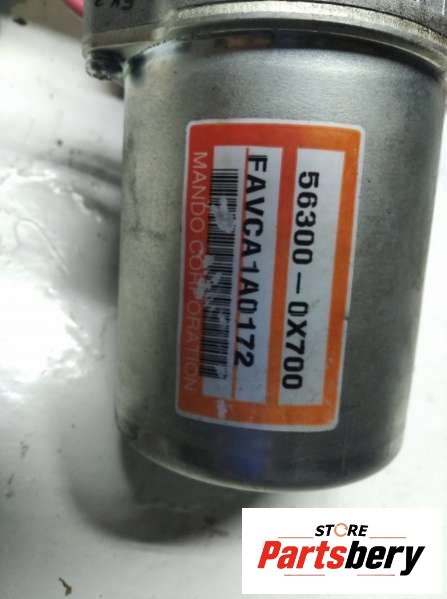 56300-0X700
FAVCA1A0172
MANDO CORPORATION
STORE
Partsbery